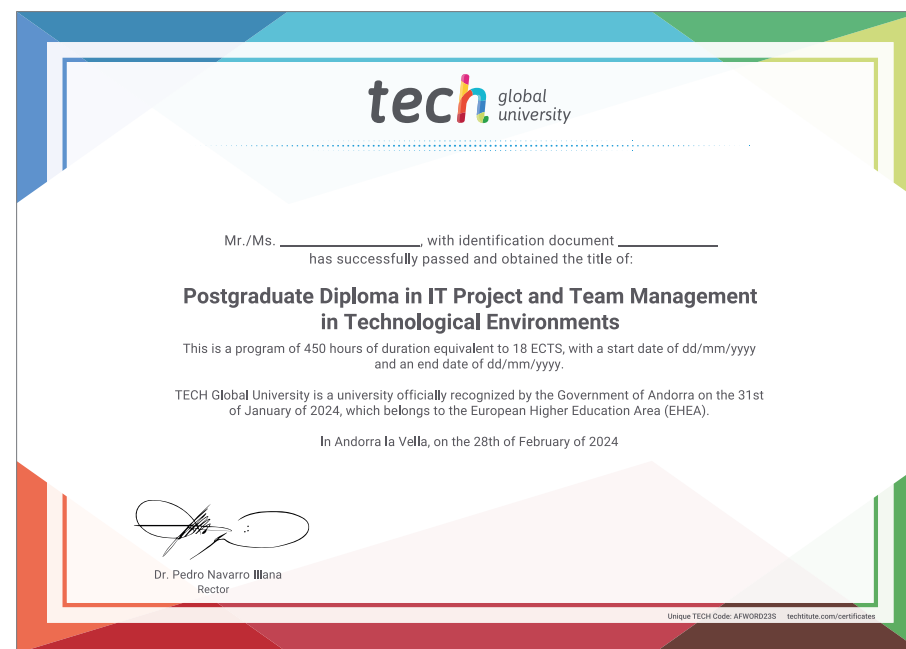 tech global
university
Mr./Ms. ____________________, with identification document ______________
has successfully passed and obtained the title of:
Postgraduate Diploma in IT Project and Team Management
in Technological Environments
This is a program of 450 hours of duration equivalent to 18 ECTS, with a start date of dd/mm/yyyy
and an end date of dd/mm/yyyy.
TECH Global University is a university officially recognized by the Government of Andorra on the 31st
of January of 2024, which belongs to the European Higher Education Area (EHEA).
In Andorra la Vella, on the 28th of February of 2024
Dr. Pedro Navarro Illana
Rector
Unique TECH Code: AFWORD23S techtitute.com/certificates